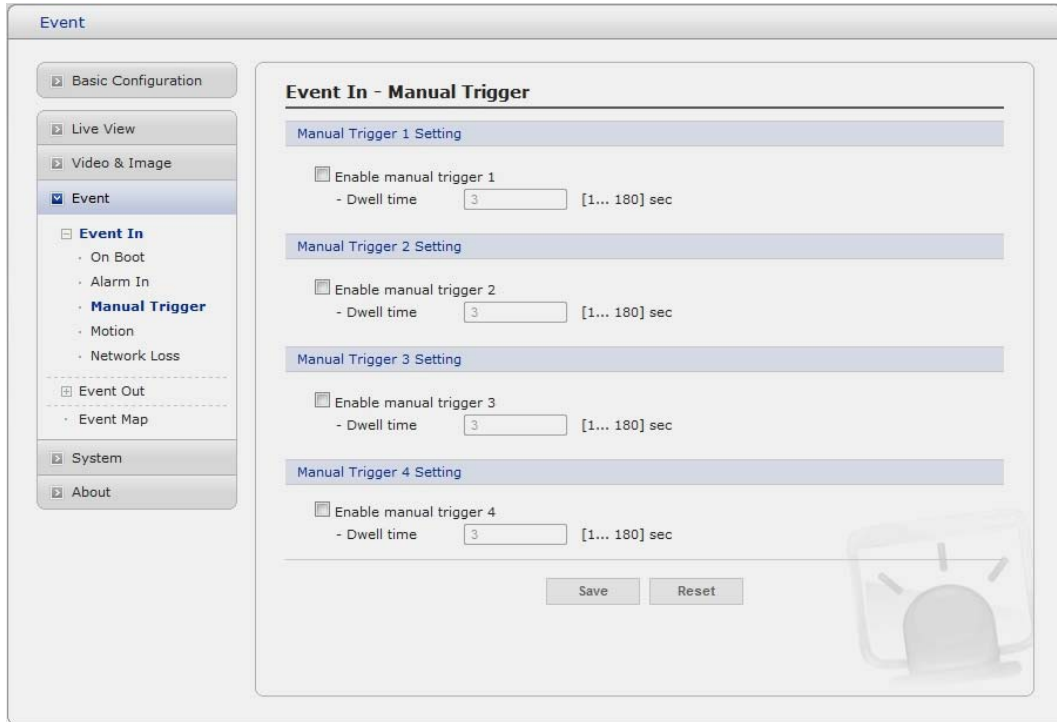 Event
Basic Configuration
Live View
Video & Image
Event
Event In
· On Boot
· Alarm In
· Manual Trigger
· Motion
· Network Loss
Event Out
· Event Map
System
About
Event In - Manual Trigger
Manual Trigger 1 Setting
Enable manual trigger 1
- Dwell time 3 [1... 180] sec
Manual Trigger 2 Setting
Enable manual trigger 2
- Dwell time 3 [1... 180] sec
Manual Trigger 3 Setting
Enable manual trigger 3
- Dwell time 3 [1... 180] sec
Manual Trigger 4 Setting
Enable manual trigger 4
- Dwell time 3 [1... 180] sec
Save Reset